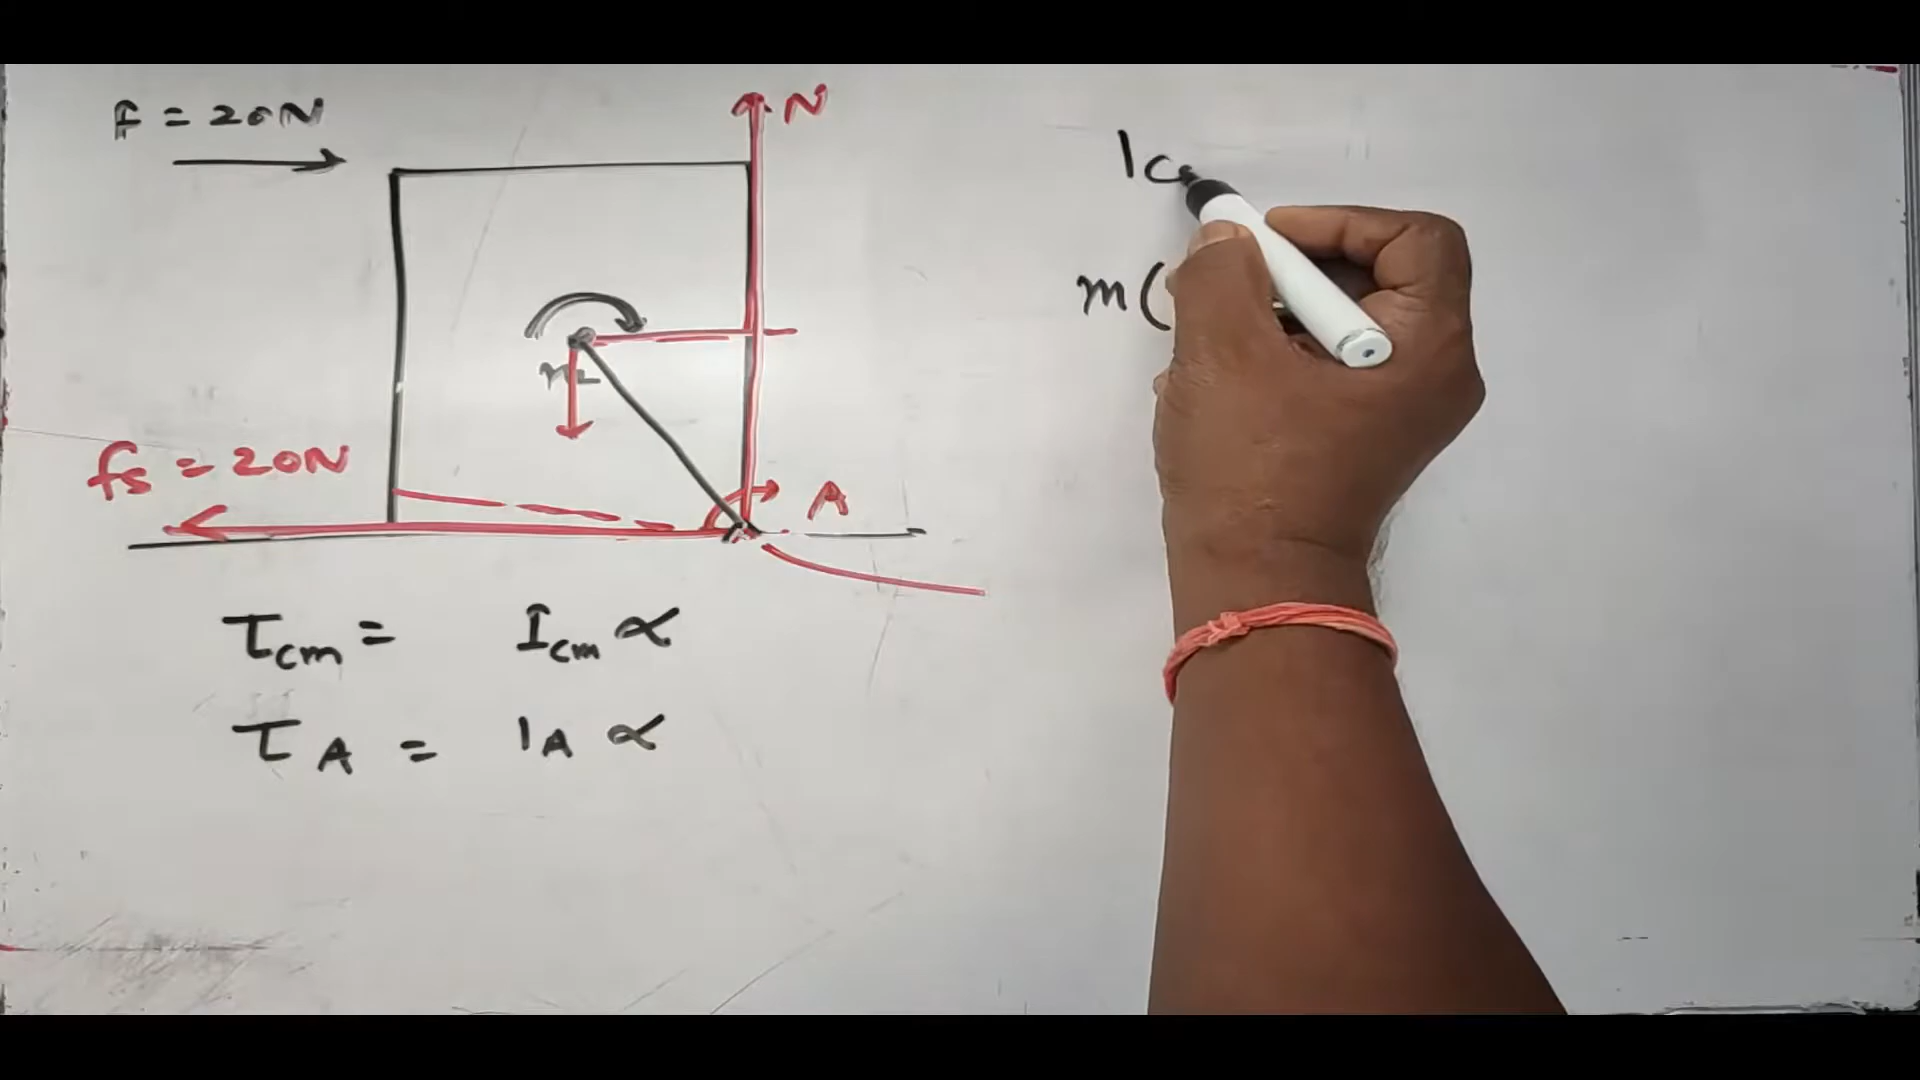 F = 20N
N
fs = 20N
A
τcm = Icm ∝
τA = IA ∝
Ic
m (